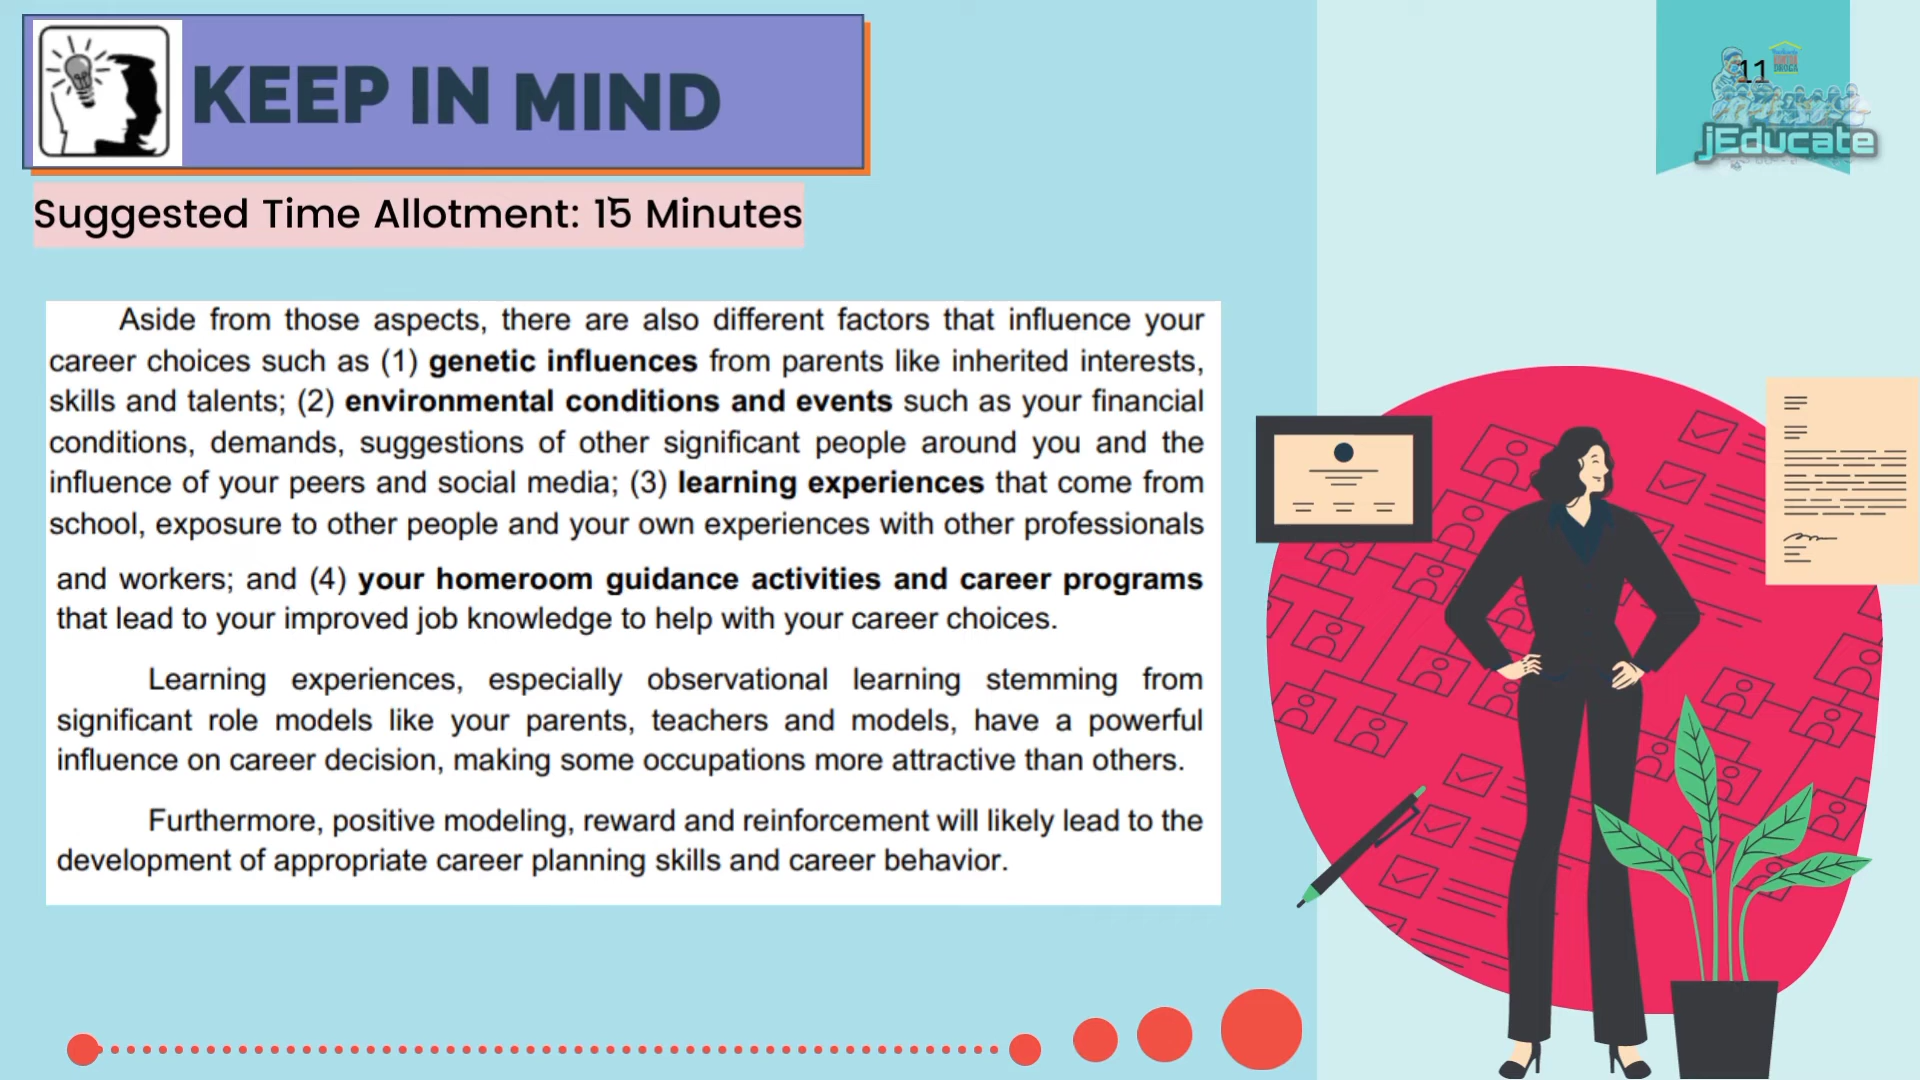 KEEP IN MIND
11
jEducate
Suggested Time Allotment: 15 Minutes
Aside from those aspects, there are also different factors that influence your
career choices such as (1) genetic influences from parents like inherited interests,
skills and talents; (2) environmental conditions and events such as your financial
conditions, demands, suggestions of other significant people around you and the
influence of your peers and social media; (3) learning experiences that come from
school, exposure to other people and your own experiences with other professionals
and workers; and (4) your homeroom guidance activities and career programs
that lead to your improved job knowledge to help with your career choices.
Learning experiences, especially observational learning stemming from
significant role models like your parents, teachers and models, have a powerful
influence on career decision, making some occupations more attractive than others.
Furthermore, positive modeling, reward and reinforcement will likely lead to the
development of appropriate career planning skills and career behavior.